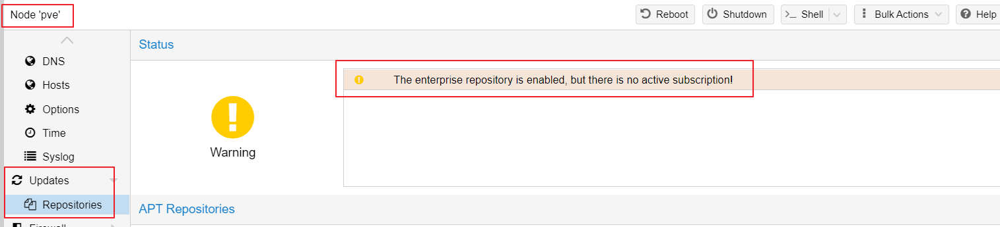 Node 'pve'
Reboot
Shutdown
Shell
Bulk Actions
Help
DNS
Hosts
Options
Time
Syslog
Updates
Repositories
Firewall
Status
The enterprise repository is enabled, but there is no active subscription!
Warning
APT Repositories